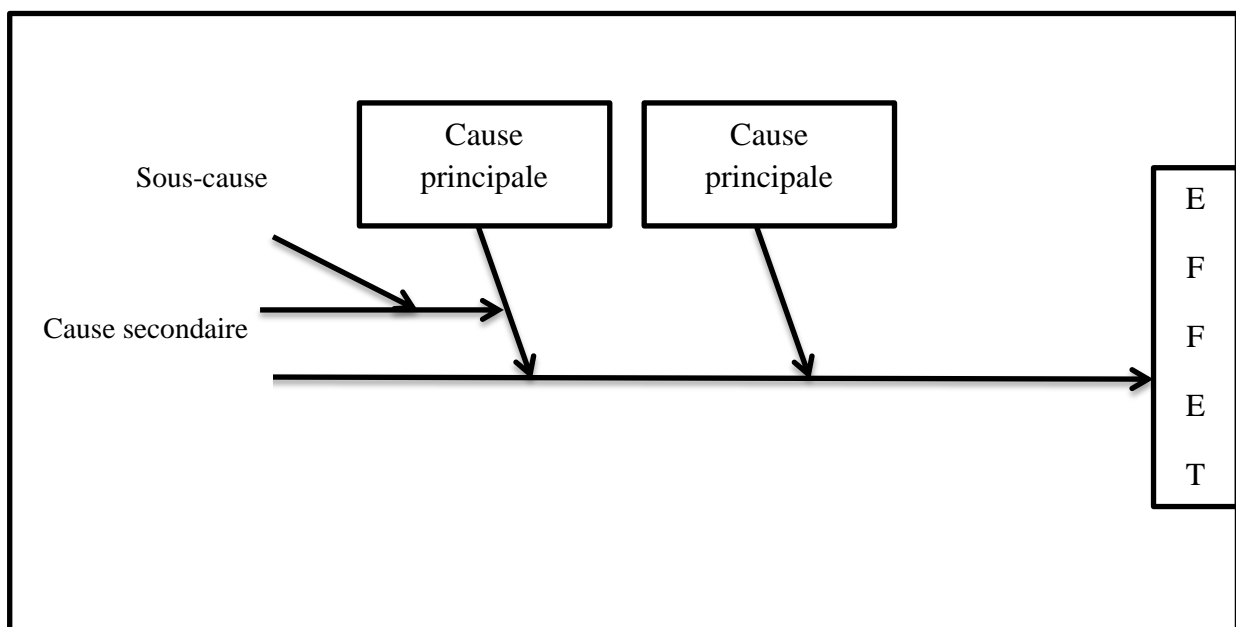 Cause
principale
Cause
principale
Sous-cause
Cause secondaire
E
F
F
E
T